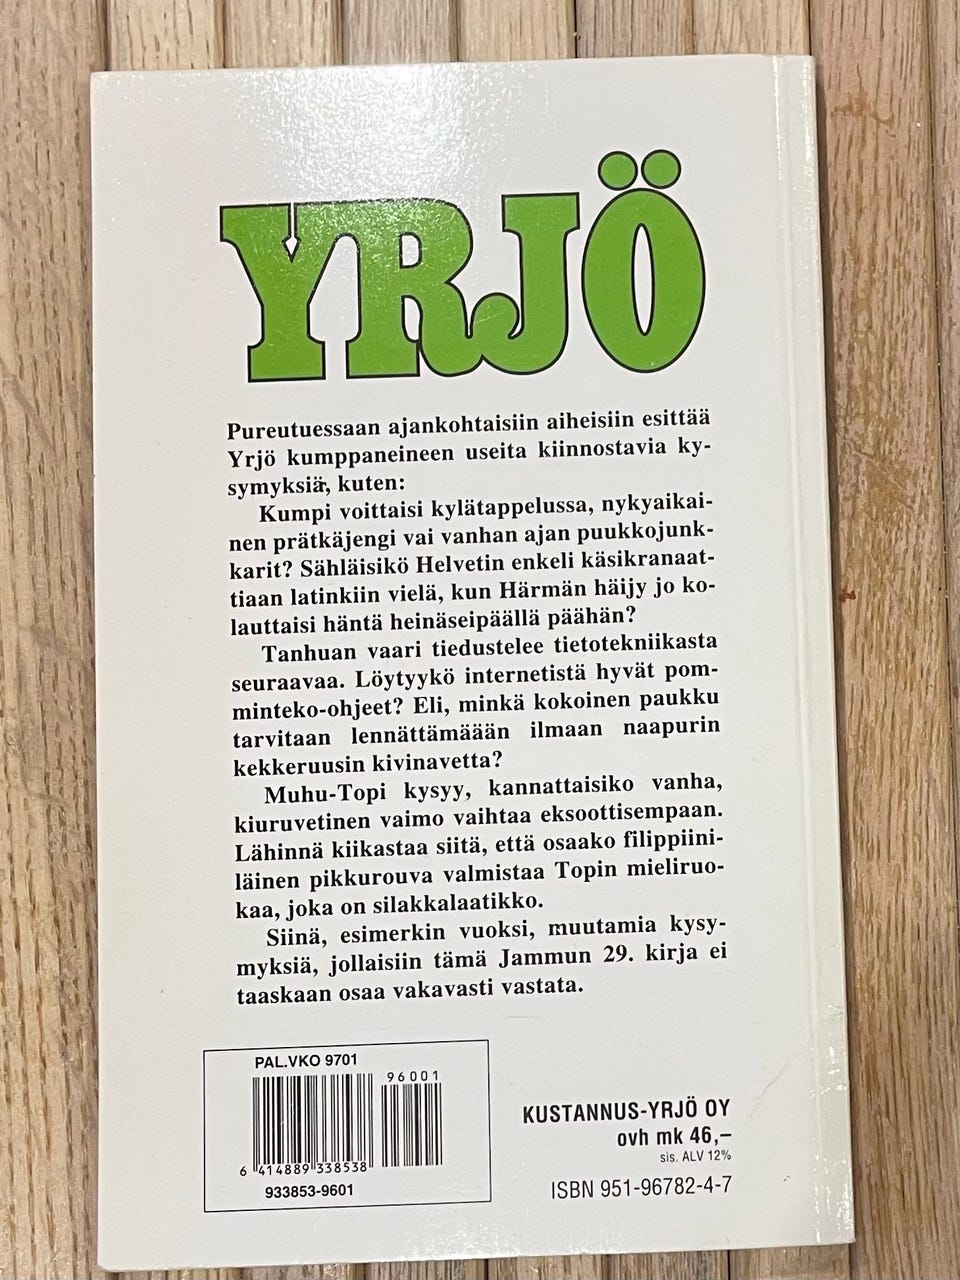 YRJÖ
Pureutuessaan ajankohtaisiin aiheisiin esittää
Yrjö kumppaneineen useita kiinnostavia ky-
symyksiä, kuten:
Kumpi voittaisi kylätappelussa, nykyaikai-
nen prätkäjengi vai vanhan ajan puukkojunk-
karit? Sähläisikö Helvetin enkeli käsikranaat-
tiaan latinkiin vielä, kun Härmän häijy jo ko-
lauttaisi häntä heinäseipäällä päähän?
Tanhuan vaari tiedustelee tietotekniikasta
seuraavaa. Löytyykö internetistä hyvät pom-
minteko-ohjeet? Eli, minkä kokoinen paukku
tarvitaan lennättämäään ilmaan naapurin
kekkeruusin kivinavetta?
Muhu-Topi kysyy, kannattaisiko vanha,
kiuruvetinen vaimo vaihtaa eksoottisempaan.
Lähinnä kiikastaa siitä, että osaako filippiini-
läinen pikkurouva valmistaa Topin mieliruo-
kaa, joka on silakkalaatikko.
Siinä, esimerkin vuoksi, muutamia kysy-
myksiä, jollaisiin tämä Jammun 29. kirja ei
taaskaan osaa vakavasti vastata.
PAL.VKO 9701
96001
6 414889 338538
933853-9601
KUSTANNUS-YRJÖ OY
ovh mk 46,–
sis. ALV 12%
ISBN 951-96782-4-7